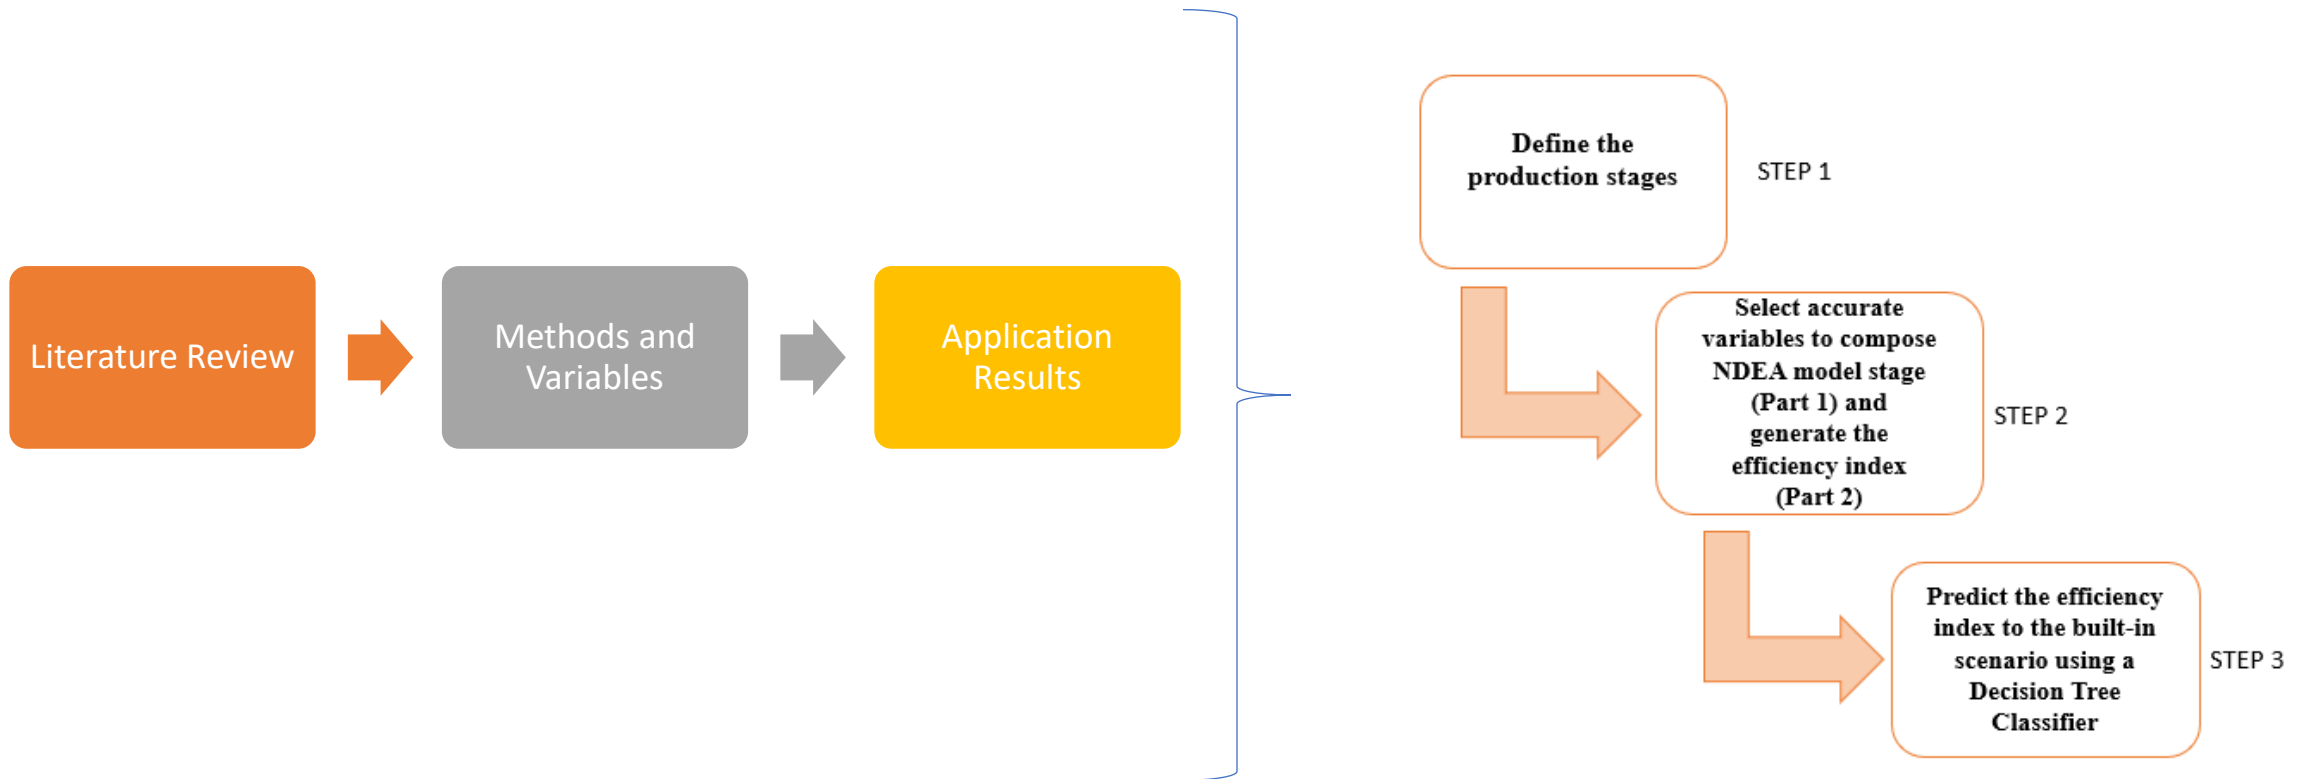 Literature Review
Methods and
Variables
Application
Results
Define the
production stages
STEP 1
Select accurate
variables to compose
NDEA model stage
(Part 1) and
generate the
efficiency index
(Part 2)
STEP 2
Predict the efficiency
index to the built-in
scenario using a
Decision Tree
Classifier
STEP 3